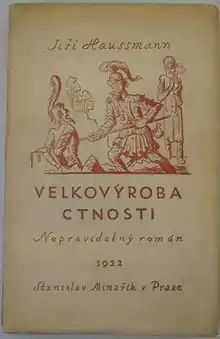 Jiří Haussmann
VELKOVÝROBA
CTNOSTI
Nepravidelný román
1922
Stanislav Minařík v Praze